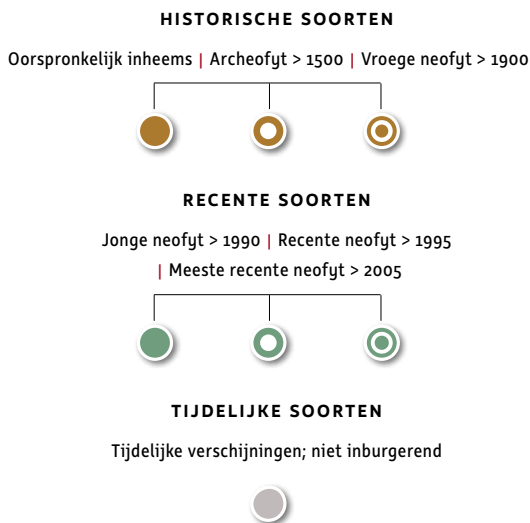 HISTORISCHE SOORTEN
Oorspronkelijk inheems | Archeofyt > 1500 | Vroege neofyt > 1900
RECENTE SOORTEN
Jonge neofyt > 1990 | Recente neofyt > 1995
| Meeste recente neofyt > 2005
TIJDELIJKE SOORTEN
Tijdelijke verschijningen; niet inburgerend